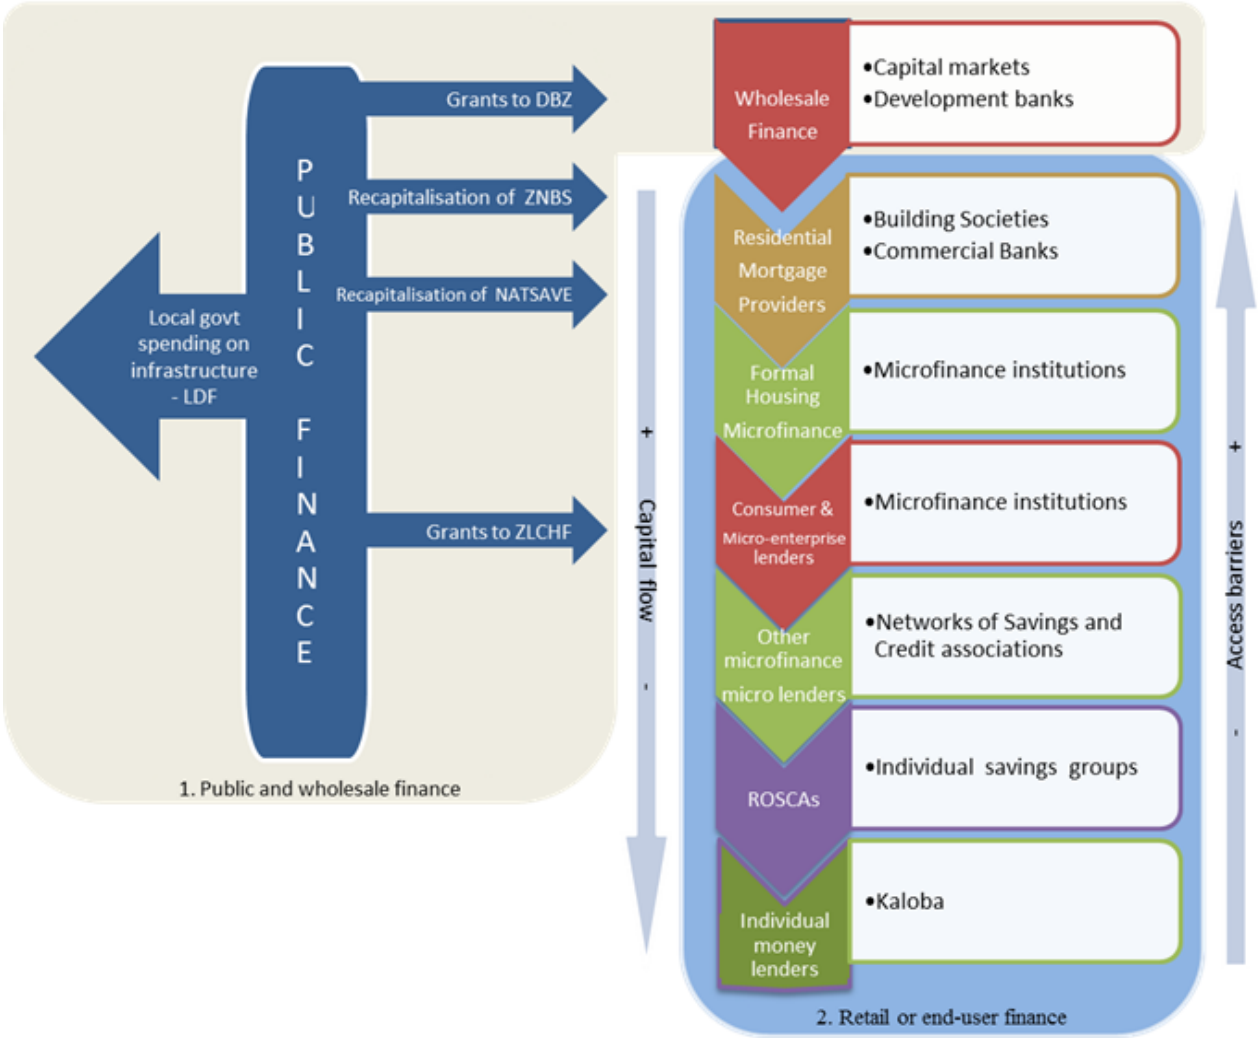 Grants to DBZ
Recapitalisation of ZNBS
Recapitalisation of NATSAVE
Grants to ZLCHF
PUBLIC FINANCE
Local govt
spending on
infrastructure
- LDF
1. Public and wholesale finance
+ Capital flow -
Wholesale
Finance
•Capital markets
•Development banks
Residential
Mortgage
Providers
•Building Societies
•Commercial Banks
Formal
Housing
Microfinance
•Microfinance institutions
Consumer &
Micro-enterprise
lenders
•Microfinance institutions
Other
microfinance
micro lenders
•Networks of Savings and
Credit associations
ROSCAs
•Individual savings groups
Individual
money
lenders
•Kaloba
2. Retail or end-user finance
- Access barriers +